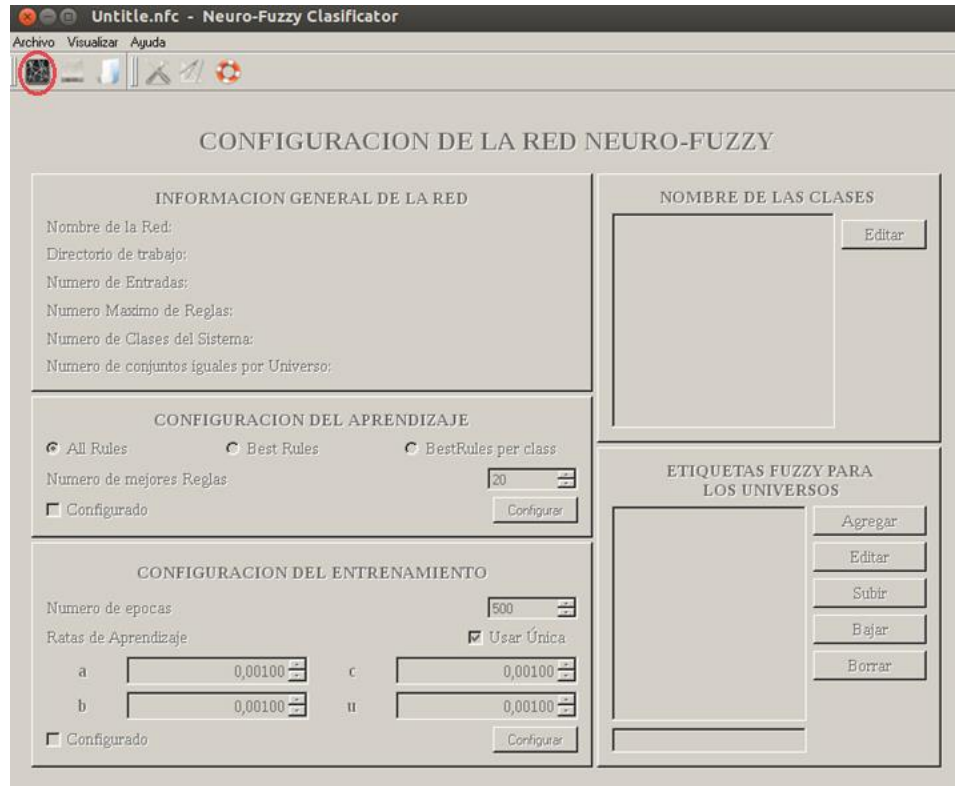 Untitle.nfc - Neuro-Fuzzy Clasificator
Archivo Visualizar Ayuda
CONFIGURACION DE LA RED NEURO-FUZZY
INFORMACION GENERAL DE LA RED
Nombre de la Red:
Directorio de trabajo:
Numero de Entradas:
Numero Maximo de Reglas:
Numero de Clases del Sistema:
Numero de conjuntos iguales por Universo:
CONFIGURACION DEL APRENDIZAJE
All Rules Best Rules BestRules per class
Numero de mejores Reglas 20
Configurado Configurar
CONFIGURACION DEL ENTRENAMIENTO
Numero de epocas 500
Ratas de Aprendizaje Usar Única
a 0,00100 c 0,00100
b 0,00100 u 0,00100
Configurado Configurar
NOMBRE DE LAS CLASES
Editar
ETIQUETAS FUZZY PARA
LOS UNIVERSOS
Agregar
Editar
Subir
Bajar
Borrar